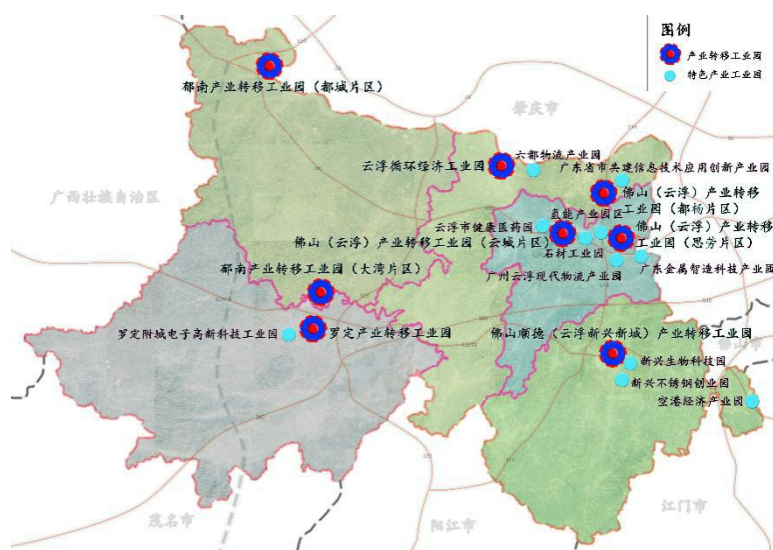 图例
产业转移工业园
特色产业工业园
郁南产业转移工业园（都城片区）
肇庆市
六都物流产业园
云浮循环经济工业园
广东省市共建信息技术应用创新产业园
佛山（云浮）产业转移
工业园（都杨片区）
广西壮族自治区
氢能产业园区
云浮市健康医药园
佛山（云浮）产业转移
工业园（思劳片区）
佛山（云浮）产业转移工业园（云城片区）
石材工业园
郁南产业转移工业园（大湾片区）
广州云浮现代物流产业园
广东金属智造科技产业园
罗定附城电子高新科技工业园
罗定产业转移工业园
佛山顺德（云浮新兴新城）产业转移工业园
佛山市
新兴生物科技园
新兴不锈钢创业园
空港经济产业园
茂名市
阳江市
江门市